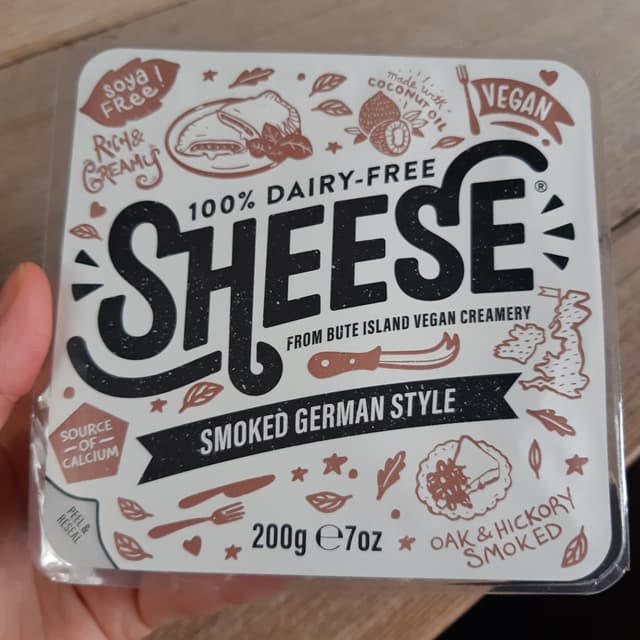 soya
FREE!
RICH &
CREAMY
made with
COCONUT OIL
VEGAN
100% DAIRY-FREE
SHEESE®
FROM BUTE ISLAND VEGAN CREAMERY
SMOKED GERMAN STYLE
SOURCE
-OF-
CALCIUM
PEEL &
RESEAL
200g ℮7oz
OAK & HICKORY
SMOKED